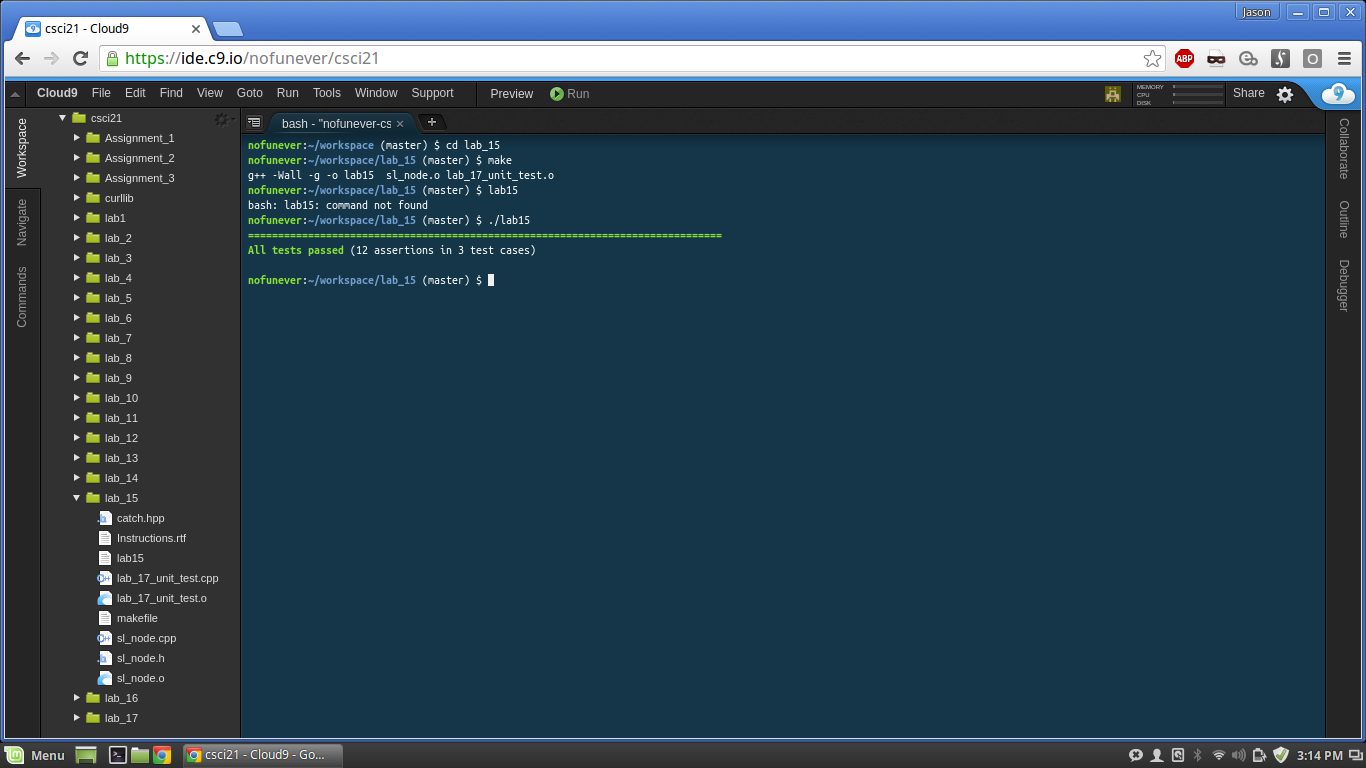 Jason
csci21 - Cloud9
https://ide.c9.io/nofunever/csci21
ABP
Cloud9 File Edit Find View Goto Run Tools Window Support Preview Run
MEMORY
CPU
DISK
Share
Workspace
Navigate
Commands
csci21
Assignment_1
Assignment_2
Assignment_3
curllib
lab1
lab_2
lab_3
lab_4
lab_5
lab_6
lab_7
lab_8
lab_9
lab_10
lab_11
lab_12
lab_13
lab_14
lab_15
catch.hpp
Instructions.rtf
lab15
lab_17_unit_test.cpp
lab_17_unit_test.o
makefile
sl_node.cpp
sl_node.h
sl_node.o
lab_16
lab_17
bash - "nofunever-cs
nofunever:~/workspace (master) $ cd lab_15
nofunever:~/workspace/lab_15 (master) $ make
g++ -Wall -g -o lab15  sl_node.o lab_17_unit_test.o
nofunever:~/workspace/lab_15 (master) $ lab15
bash: lab15: command not found
nofunever:~/workspace/lab_15 (master) $ ./lab15
===============================================================================
All tests passed (12 assertions in 3 test cases)
nofunever:~/workspace/lab_15 (master) $
Collaborate
Outline
Debugger
Menu
csci21 - Cloud9 - Go...
3:14 PM